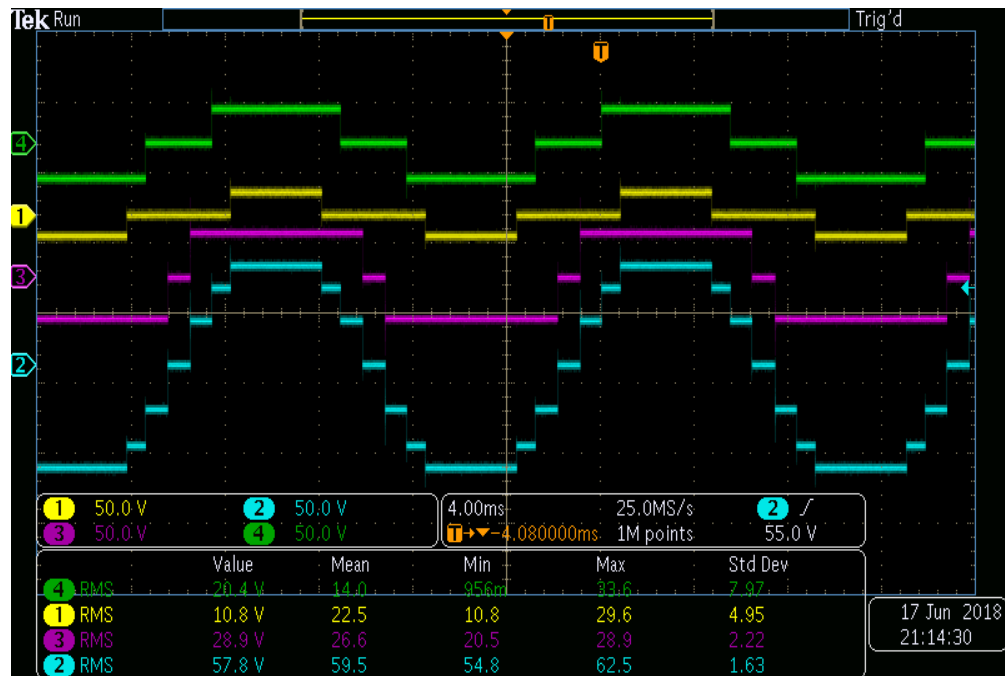 Tek Run Trig'd
T
T
4
1
3
2
1 50.0 V 2 50.0 V
3 50.0 V 4 50.0 V
4.00ms 25.0MS/s 2
T→▼-4.080000ms 1M points 55.0 V
Value Mean Min Max Std Dev
4 RMS 20.4 V 14.0 956m 33.6 7.97
1 RMS 10.8 V 22.5 10.8 29.6 4.95
3 RMS 28.9 V 26.6 20.5 28.9 2.22
2 RMS 57.8 V 59.5 54.8 62.5 1.63
17 Jun 2018
21:14:30